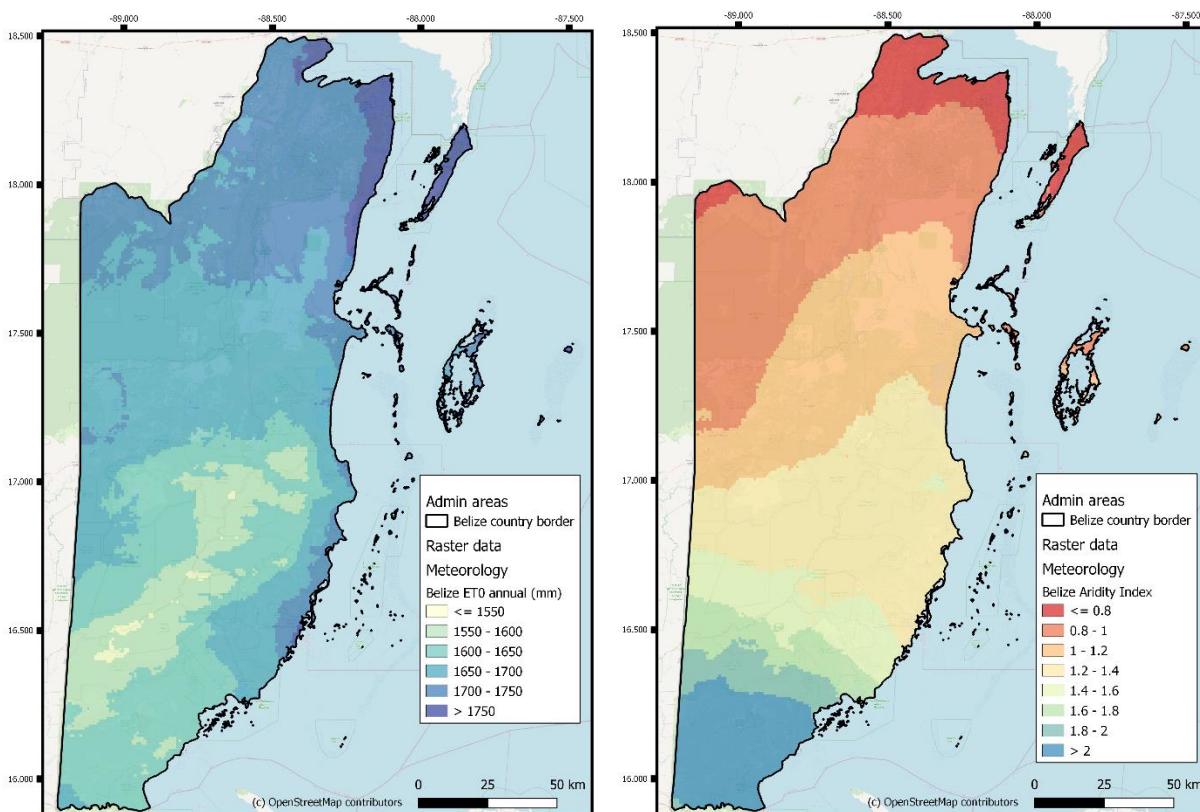 -89.000 -88.500 -88.000 -87.500
18.500
18.000
17.500
17.000
16.500
16.000
Admin areas
Belize country border
Raster data
Meteorology
Belize ET0 annual (mm)
<= 1550
1550 - 1600
1600 - 1650
1650 - 1700
1700 - 1750
> 1750
0 25 50 km
(c) OpenStreetMap contributors
-89.000 -88.500 -88.000 -87.500
18.500
18.000
17.500
17.000
16.500
16.000
Admin areas
Belize country border
Raster data
Meteorology
Belize Aridity Index
<= 0.8
0.8 - 1
1 - 1.2
1.2 - 1.4
1.4 - 1.6
1.6 - 1.8
1.8 - 2
> 2
0 25 50 km
(c) OpenStreetMap contributors